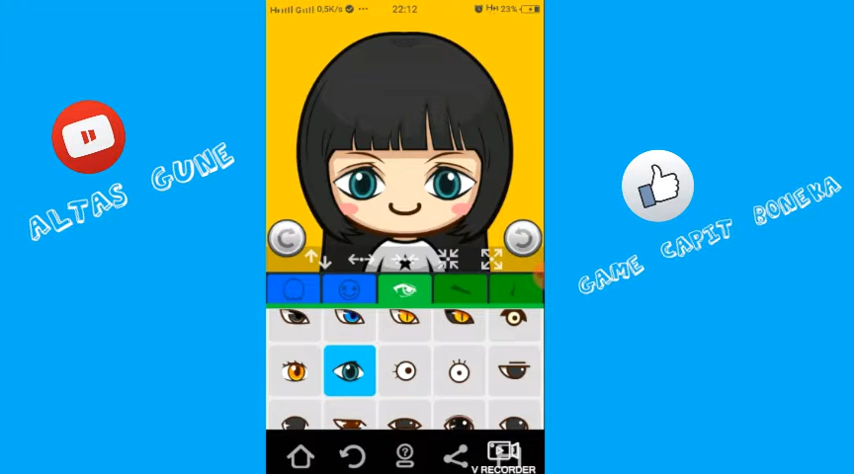 H 0,5K/s 22:12 H+ 23%
ALTAS GUNE
GAME CAPIT BONEKA
V RECORDER